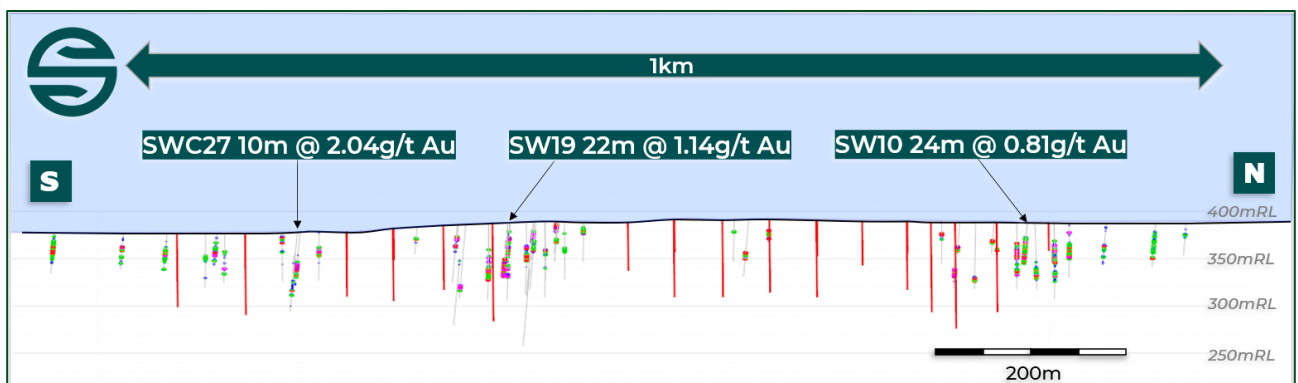 1km
SWC27 10m @ 2.04g/t Au
SW19 22m @ 1.14g/t Au
SW10 24m @ 0.81g/t Au
S
N
400mRL
350mRL
300mRL
250mRL
200m